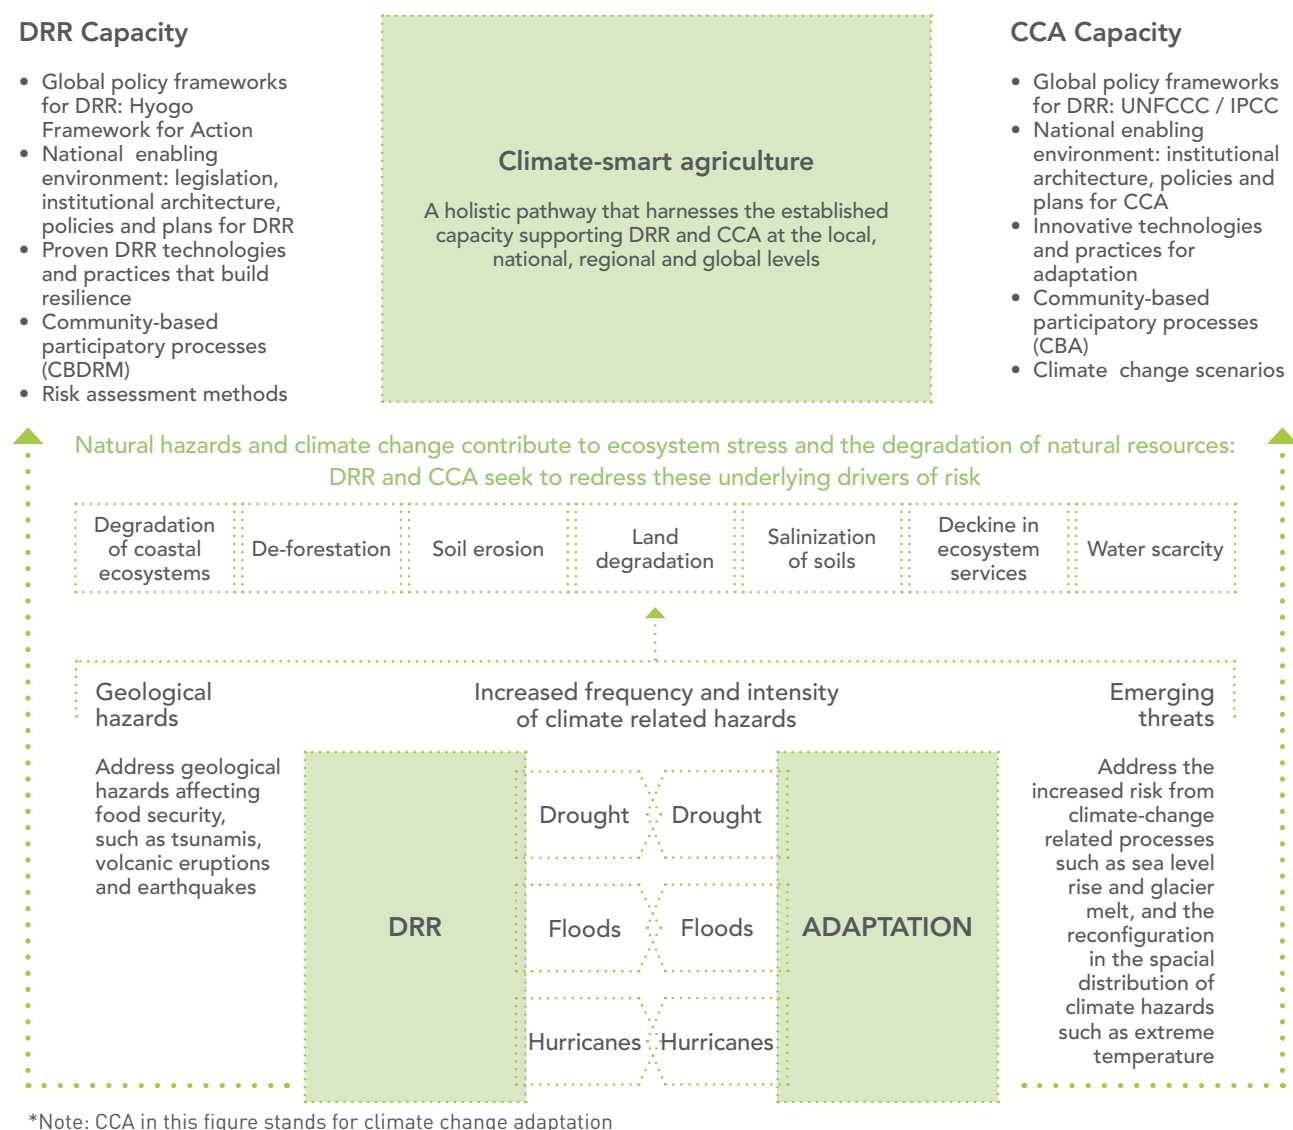 DRR Capacity
• Global policy frameworks
for DRR: Hyogo
Framework for Action
• National enabling
environment: legislation,
institutional architecture,
policies and plans for DRR
• Proven DRR technologies
and practices that build
resilience
• Community-based
participatory processes
(CBDRM)
• Risk assessment methods
Climate-smart agriculture
A holistic pathway that harnesses the established
capacity supporting DRR and CCA at the local,
national, regional and global levels
CCA Capacity
• Global policy frameworks
for DRR: UNFCCC / IPCC
• National enabling
environment: institutional
architecture, policies and
plans for CCA
• Innovative technologies
and practices for
adaptation
• Community-based
participatory processes
(CBA)
• Climate change scenarios
Natural hazards and climate change contribute to ecosystem stress and the degradation of natural resources:
DRR and CCA seek to redress these underlying drivers of risk
Degradation
of coastal
ecosystems
De-forestation
Soil erosion
Land
degradation
Salinization
of soils
Deckine in
ecosystem
services
Water scarcity
Geological
hazards
Address geological
hazards affecting
food security,
such as tsunamis,
volcanic eruptions
and earthquakes
Increased frequency and intensity
of climate related hazards
DRR
Drought
Drought
Floods
Floods
Hurricanes
Hurricanes
ADAPTATION
Emerging
threats
Address the
increased risk from
climate-change
related processes
such as sea level
rise and glacier
melt, and the
reconfiguration
in the spacial
distribution of
climate hazards
such as extreme
temperature
*Note: CCA in this figure stands for climate change adaptation